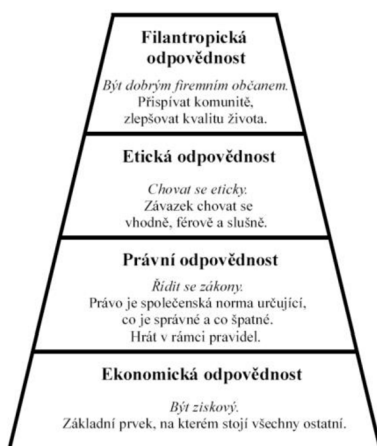 Filantropická
odpovědnost
Být dobrým firemním občanem.
Přispívat komunitě,
zlepšovat kvalitu života.
Etická odpovědnost
Chovat se eticky.
Závazek chovat se
vhodně, férově a slušně.
Právní odpovědnost
Řídit se zákony.
Právo je společenská norma určující,
co je správné a co špatné.
Hrát v rámci pravidel.
Ekonomická odpovědnost
Být ziskový.
Základní prvek, na kterém stojí všechny ostatní.